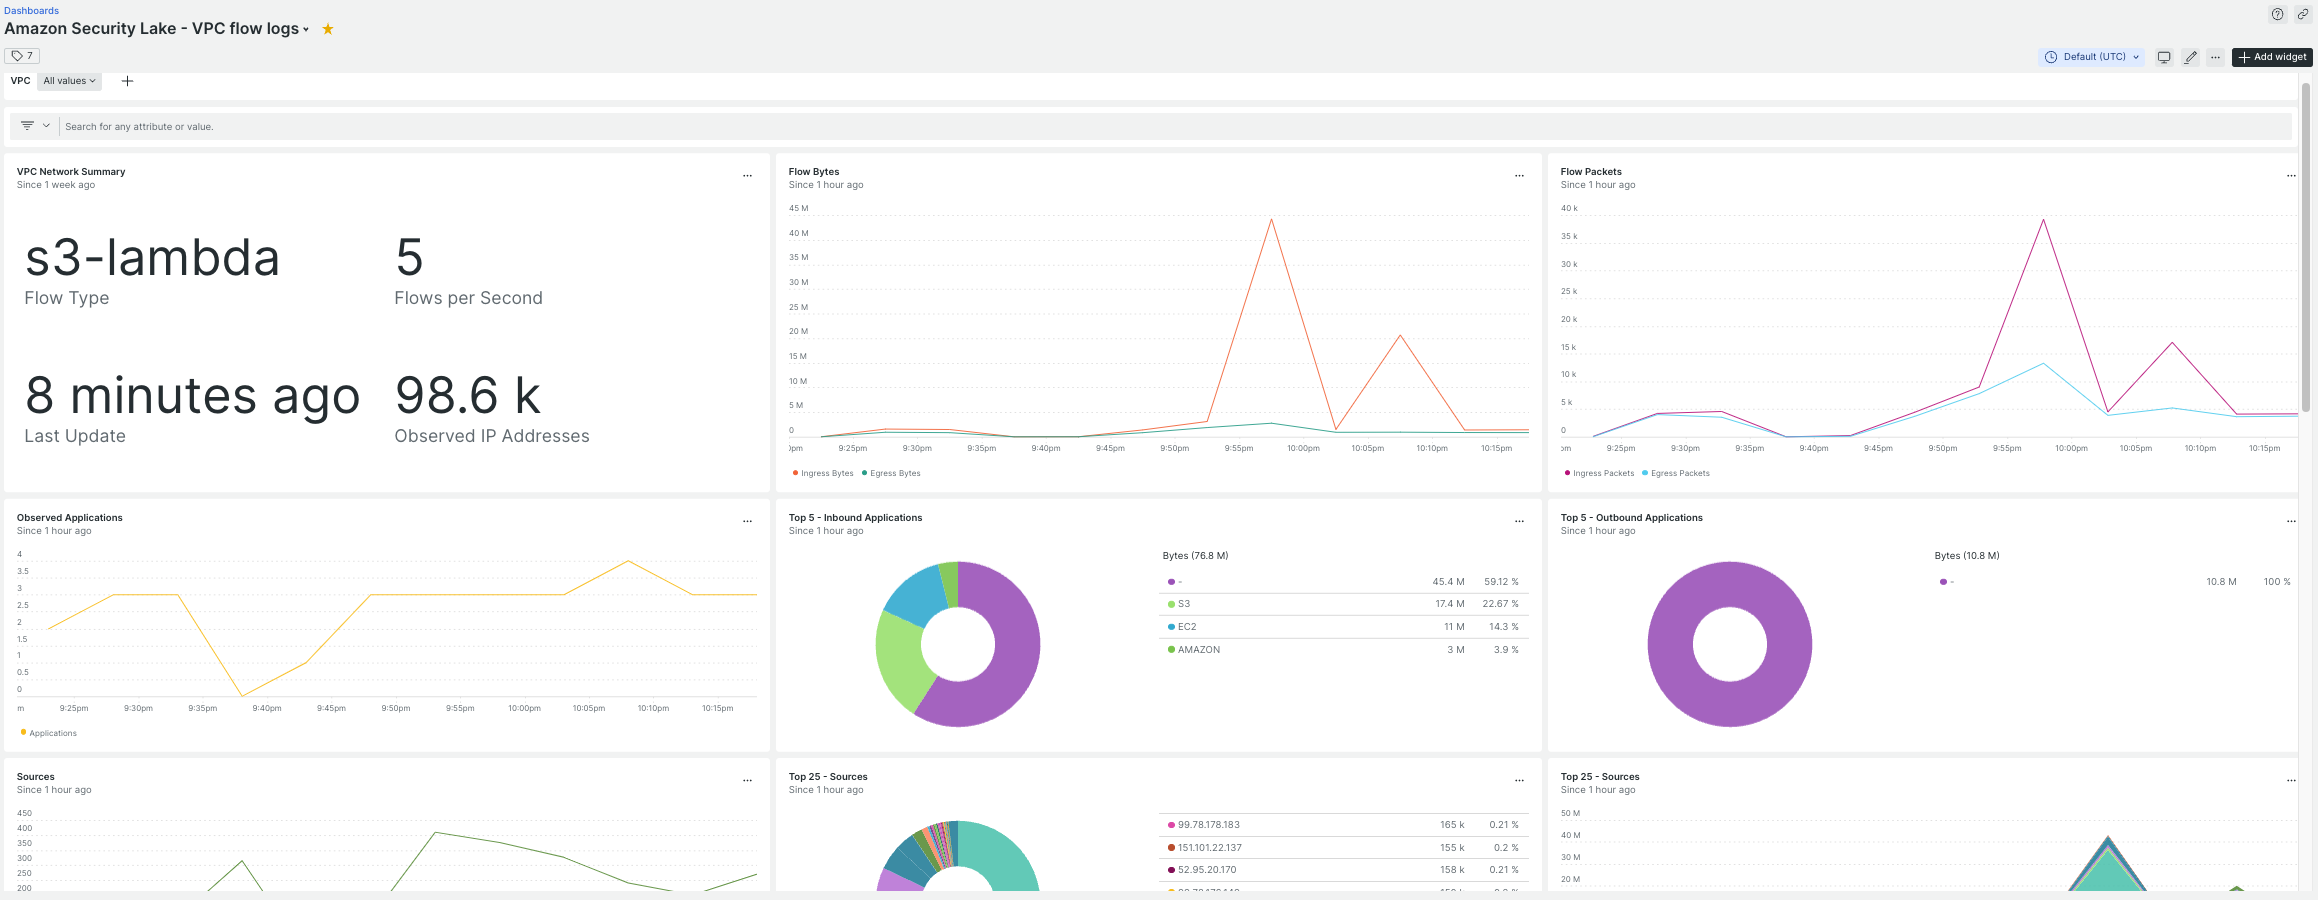 Dashboards
Amazon Security Lake - VPC flow logs
7
Default (UTC)
Add widget
VPC All values
Search for any attribute or value.
VPC Network Summary
Since 1 week ago
s3-lambda
Flow Type
5
Flows per Second
8 minutes ago
Last Update
98.6 k
Observed IP Addresses
Flow Bytes
Since 1 hour ago
45 M
40 M
35 M
30 M
25 M
20 M
15 M
10 M
5 M
0
pm 9:25pm 9:30pm 9:35pm 9:40pm 9:45pm 9:50pm 9:55pm 10:00pm 10:05pm 10:10pm 10:15pm
Ingress Bytes Egress Bytes
Flow Packets
Since 1 hour ago
40 k
35 k
30 k
25 k
20 k
15 k
10 k
5 k
0
pm 9:25pm 9:30pm 9:35pm 9:40pm 9:45pm 9:50pm 9:55pm 10:00pm 10:05pm 10:10pm 10:15pm
Ingress Packets Egress Packets
Observed Applications
Since 1 hour ago
4
3.5
3
2.5
2
1.5
1
0.5
0
m 9:25pm 9:30pm 9:35pm 9:40pm 9:45pm 9:50pm 9:55pm 10:00pm 10:05pm 10:10pm 10:15pm
Applications
Top 5 - Inbound Applications
Since 1 hour ago
Bytes (76.8 M)
- 45.4 M 59.12 %
S3 17.4 M 22.67 %
EC2 11 M 14.3 %
AMAZON 3 M 3.9 %
Top 5 - Outbound Applications
Since 1 hour ago
Bytes (10.8 M)
- 10.8 M 100 %
Sources
Since 1 hour ago
450
400
350
300
250
200
Top 25 - Sources
Since 1 hour ago
99.78.178.183 165 k 0.21 %
151.101.22.137 155 k 0.2 %
52.95.20.170 158 k 0.21 %
Top 25 - Sources
Since 1 hour ago
50 M
40 M
30 M
20 M